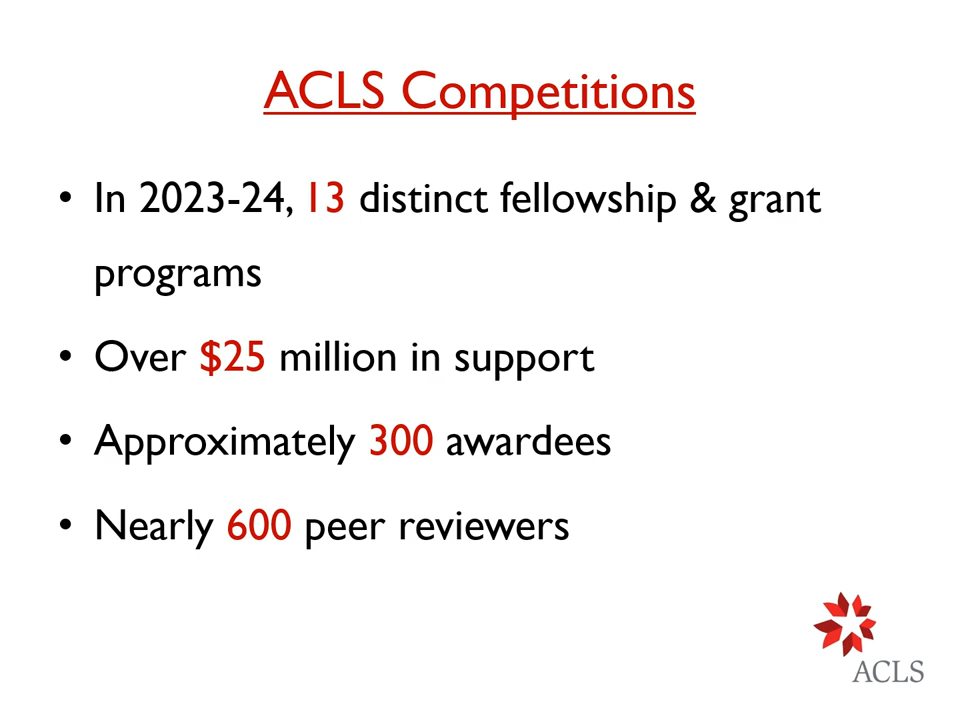 ACLS Competitions
• In 2023-24, 13 distinct fellowship & grant
programs
• Over $25 million in support
• Approximately 300 awardees
• Nearly 600 peer reviewers
ACLS